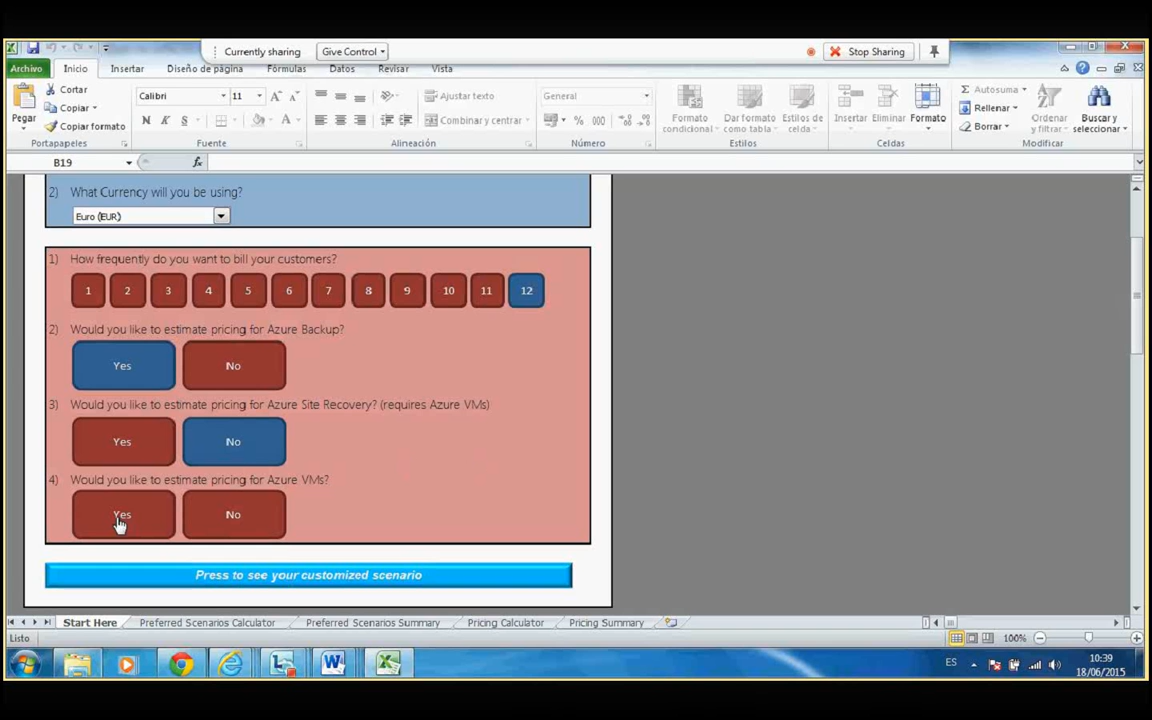 Currently sharing
Give Control
Stop Sharing
Archivo
Inicio
Insertar
Diseño de página
Fórmulas
Datos
Revisar
Vista
Cortar
Copiar
Copiar formato
Pegar
Portapapeles
Calibri
11
N K S
Fuente
Ajustar texto
Combinar y centrar
Alineación
General
% 000
Número
Formato condicional
Dar formato como tabla
Estilos de celda
Estilos
Insertar
Eliminar
Formato
Celdas
Autosuma
Rellenar
Borrar
Ordenar y filtrar
Buscar y seleccionar
Modificar
B19
fx
2) What Currency will you be using?
Euro (EUR)
1) How frequently do you want to bill your customers?
1 2 3 4 5 6 7 8 9 10 11 12
2) Would you like to estimate pricing for Azure Backup?
Yes No
3) Would you like to estimate pricing for Azure Site Recovery? (requires Azure VMs)
Yes No
4) Would you like to estimate pricing for Azure VMs?
Yes No
Press to see your customized scenario
Start Here
Preferred Scenarios Calculator
Preferred Scenarios Summary
Pricing Calculator
Pricing Summary
Listo
100%
ES
10:39
18/06/2015